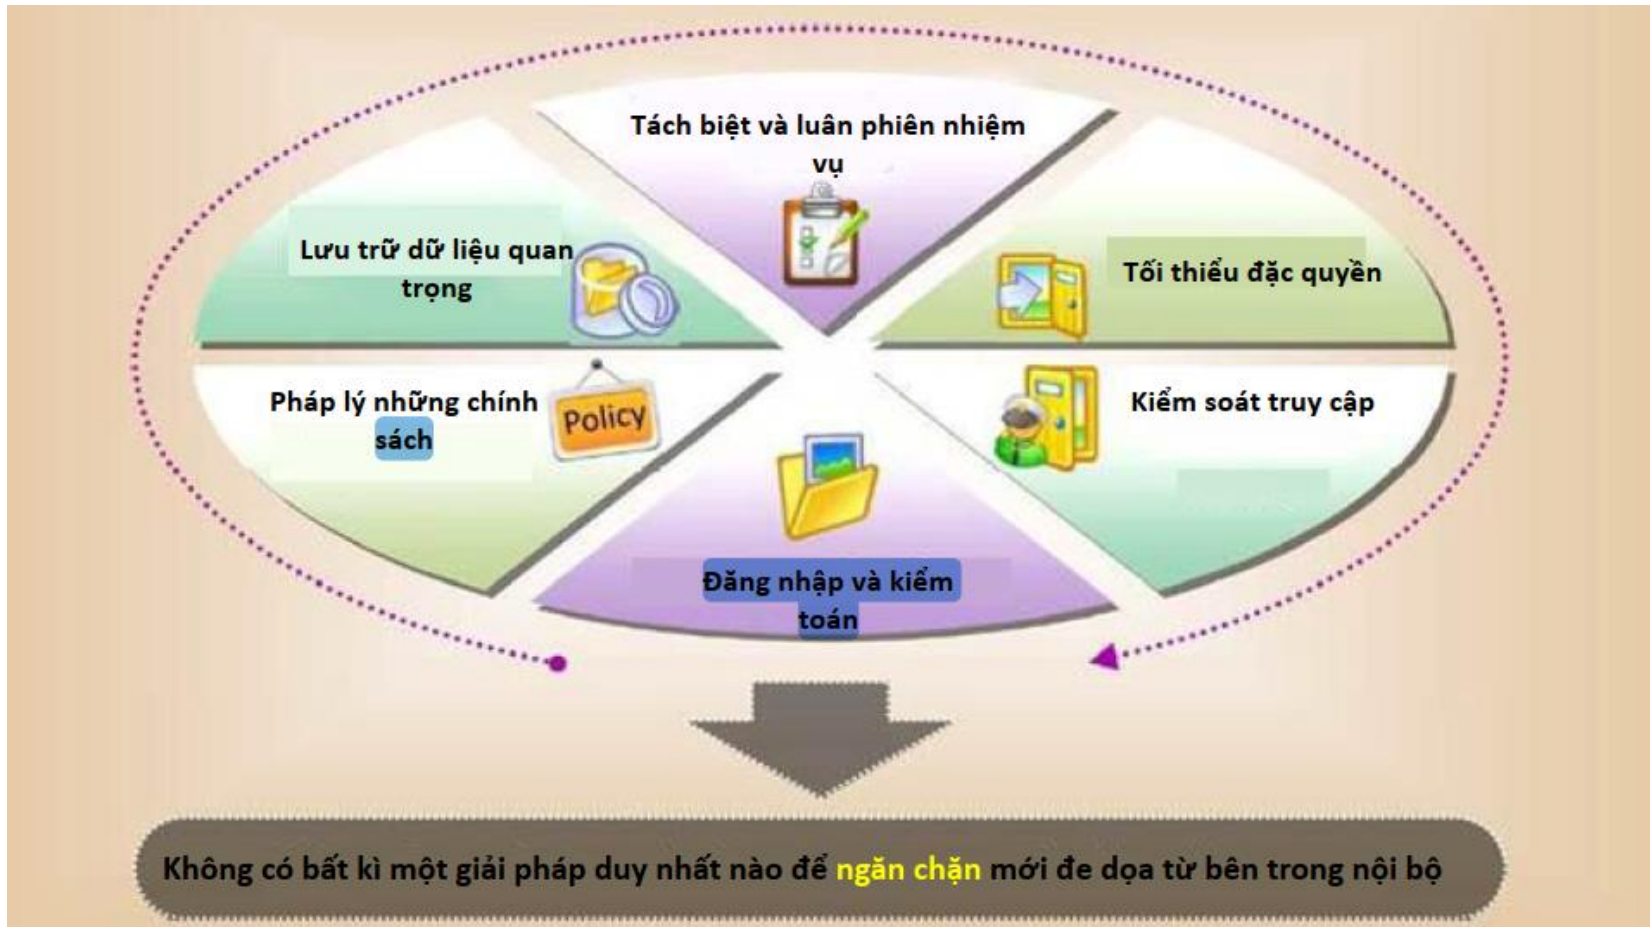 Tách biệt và luân phiên nhiệm
vụ
Lưu trữ dữ liệu quan
trọng
Tối thiểu đặc quyền
Pháp lý những chính
sách
Policy
Kiểm soát truy cập
Đăng nhập và kiểm
toán
Không có bất kì một giải pháp duy nhất nào để ngăn chặn mới đe dọa từ bên trong nội bộ